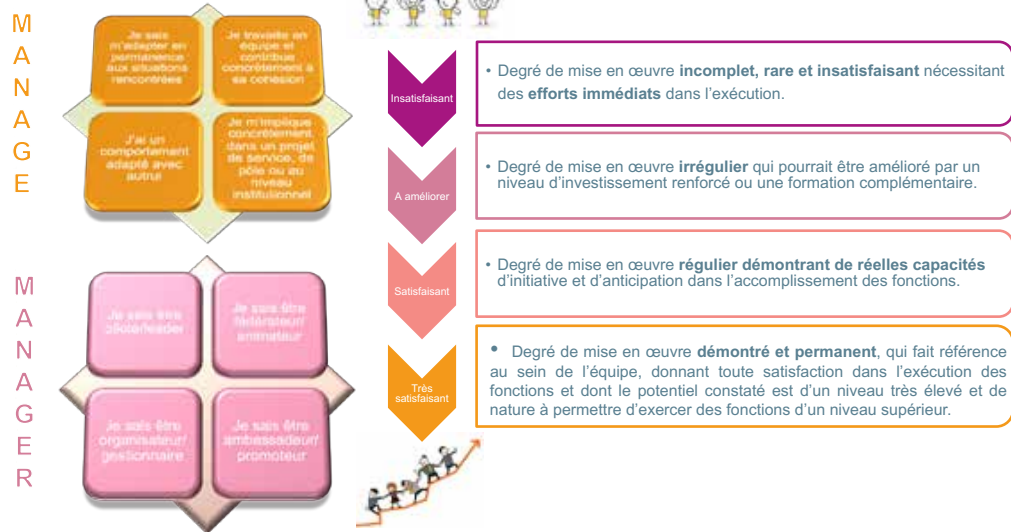 M
A
N
A
G
E
Je sais
m'adapter en
permanence
aux situations
rencontrées
Je travaille en
équipe et
contribue
concrètement à
sa cohésion
J'ai un
comportement
adapté avec
autrui
Je m'implique
concrètement
dans un projet
de service, de
pôle ou au
niveau
institutionnel
M
A
N
A
G
E
R
Je sais être
pilote/leader
Je sais être
fédérateur/
animateur
Je sais être
organisateur/
gestionnaire
Je sais être
ambassadeur/
promoteur
Insatisfaisant
• Degré de mise en œuvre incomplet, rare et insatisfaisant nécessitant
des efforts immédiats dans l'exécution.
A améliorer
• Degré de mise en œuvre irrégulier qui pourrait être amélioré par un
niveau d'investissement renforcé ou une formation complémentaire.
Satisfaisant
• Degré de mise en œuvre régulier démontrant de réelles capacités
d'initiative et d'anticipation dans l'accomplissement des fonctions.
Très
satisfaisant
• Degré de mise en œuvre démontré et permanent, qui fait référence
au sein de l'équipe, donnant toute satisfaction dans l'exécution des
fonctions et dont le potentiel constaté est d'un niveau très élevé et de
nature à permettre d'exercer des fonctions d'un niveau supérieur.